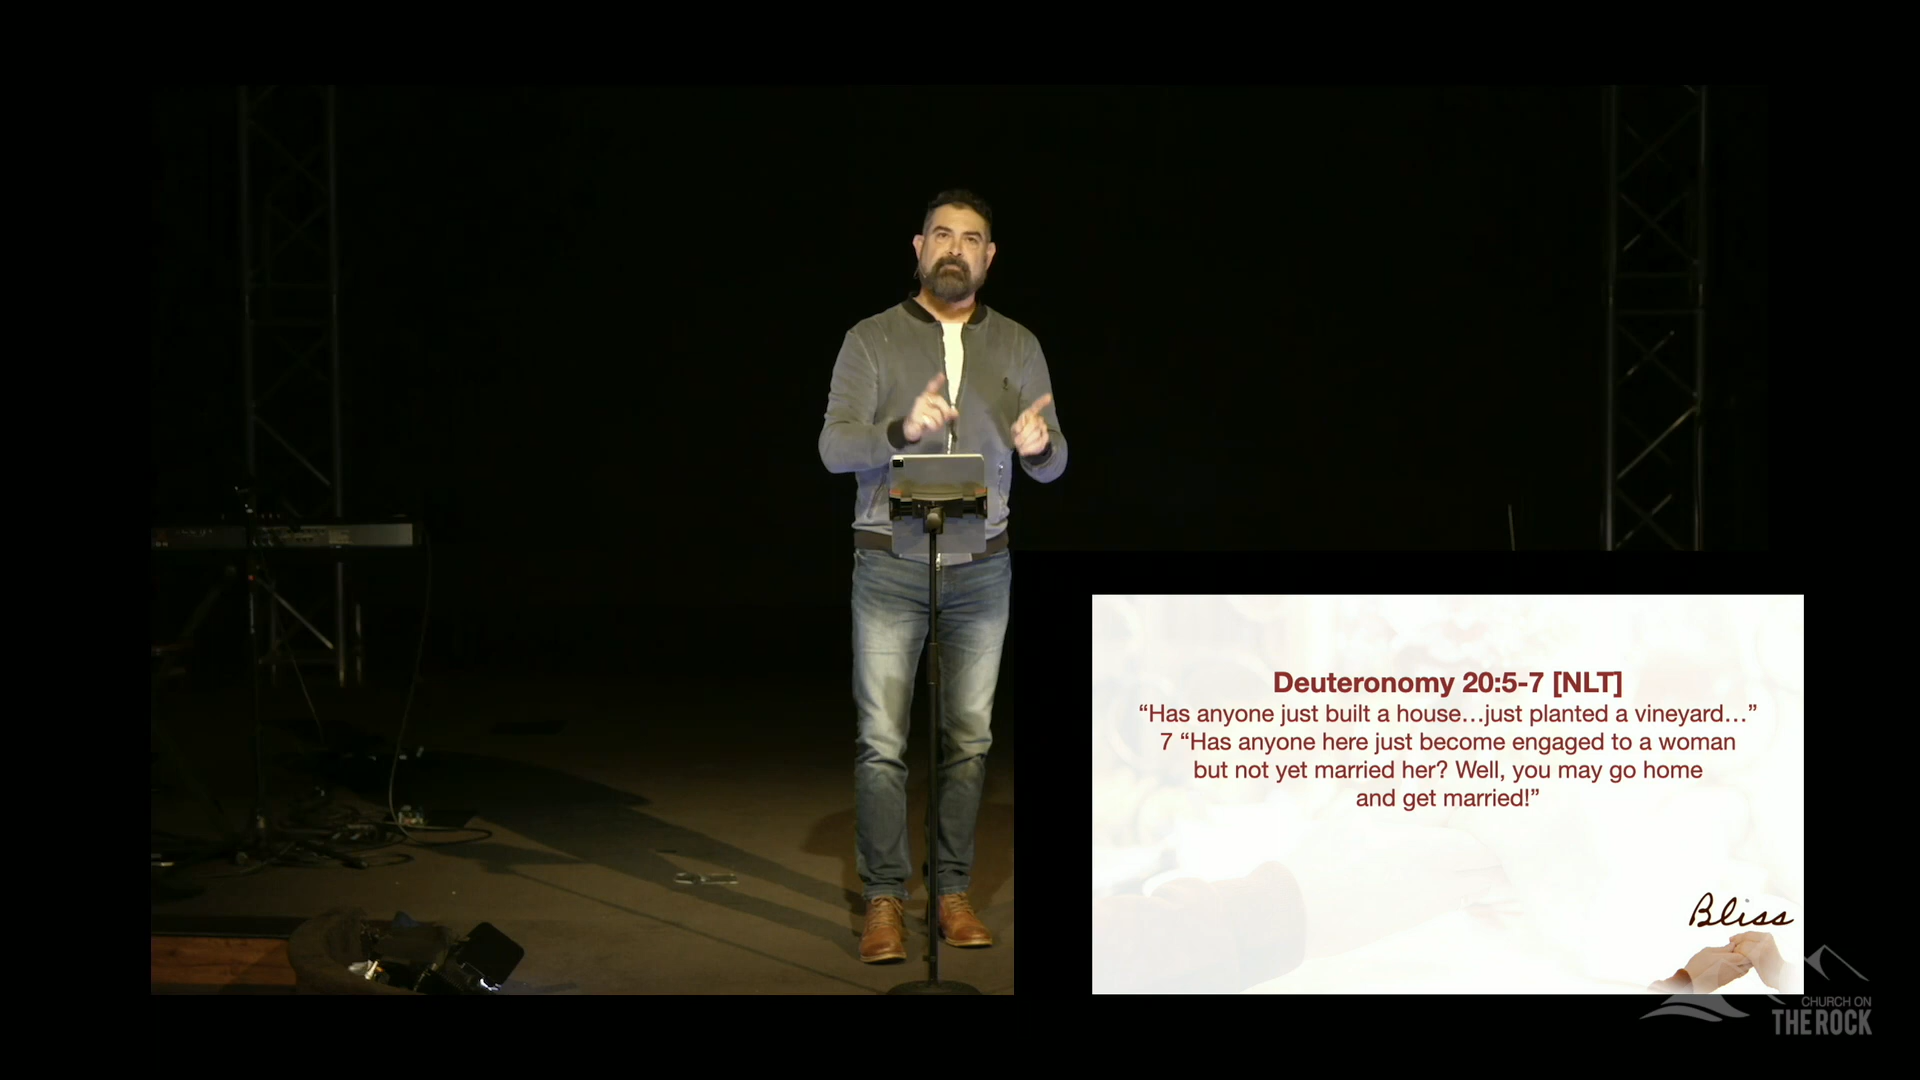 Deuteronomy 20:5-7 [NLT]
“Has anyone just built a house…just planted a vineyard…”
7 “Has anyone here just become engaged to a woman
but not yet married her? Well, you may go home
and get married!”
Bliss
CHURCH ON
THE ROCK